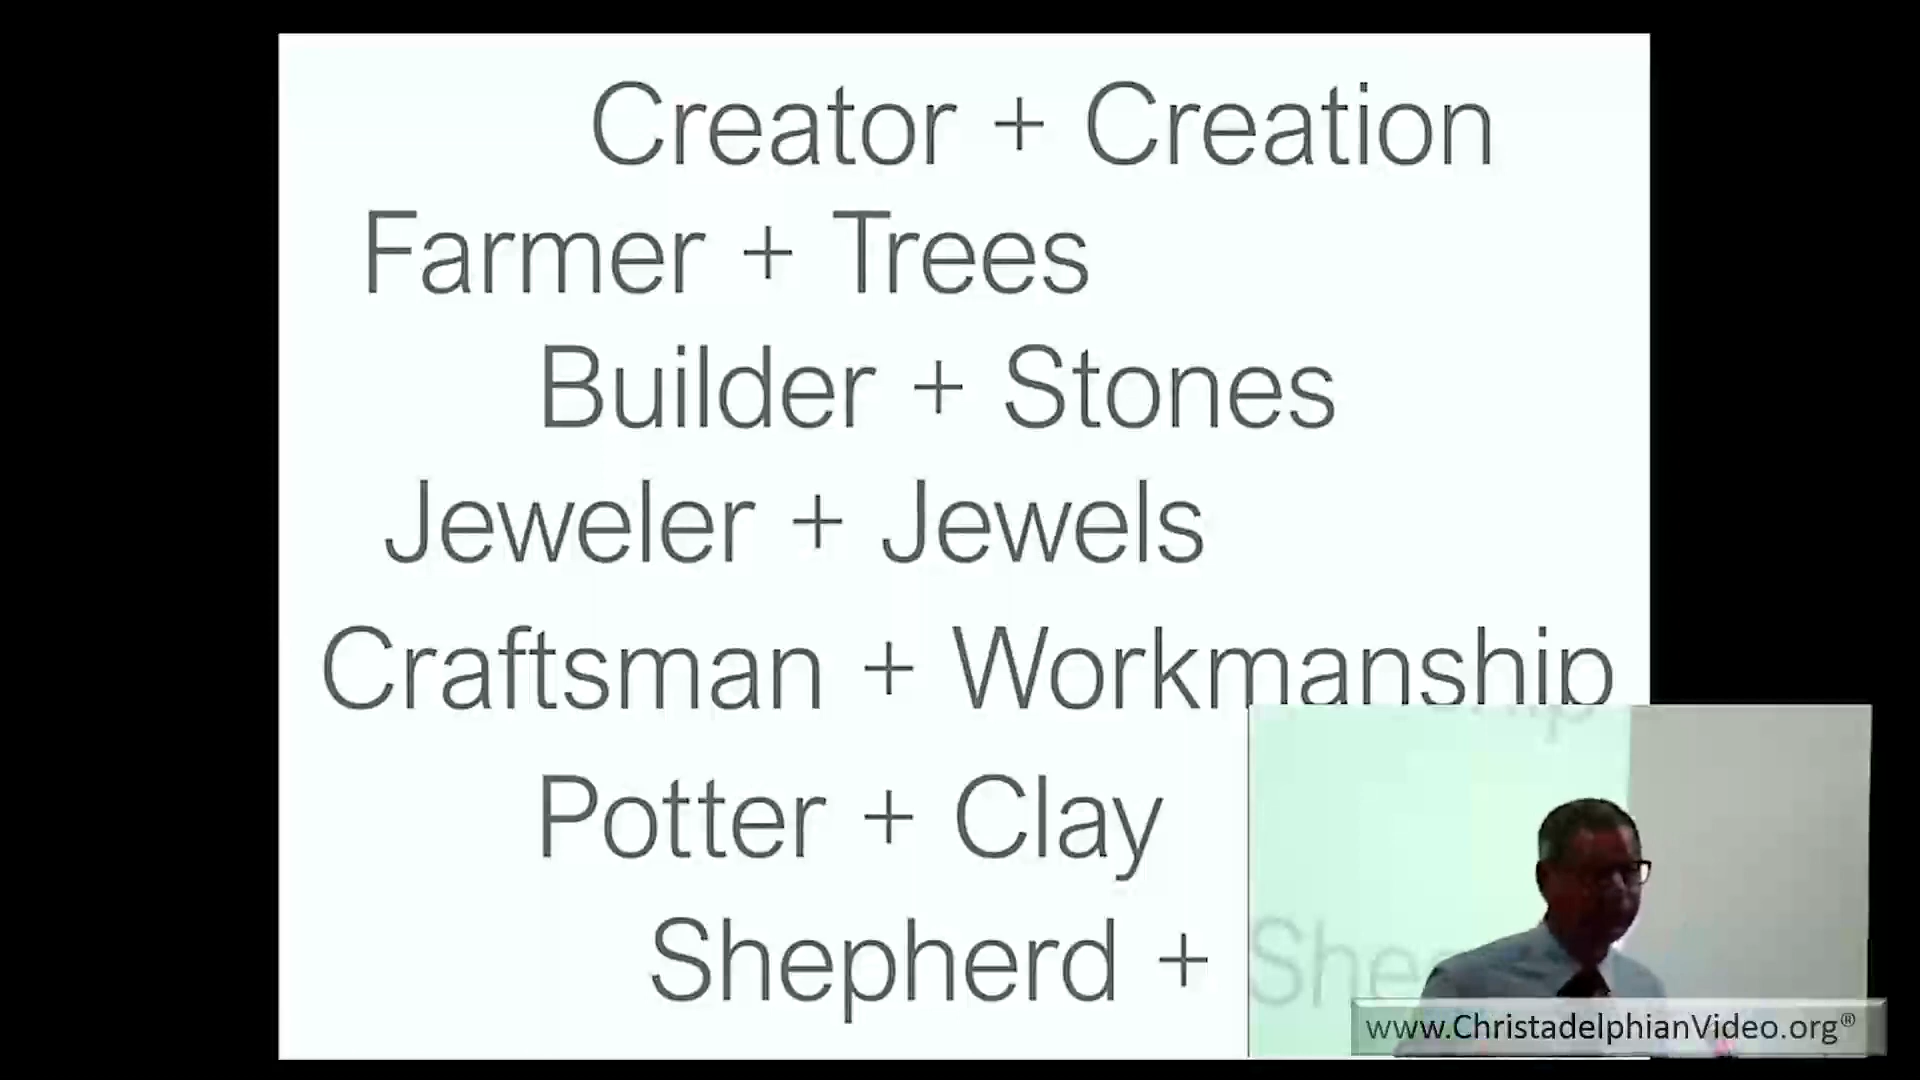 Creator + Creation
Farmer + Trees
Builder + Stones
Jeweler + Jewels
Craftsman + Workmanship
Potter + Clay
Shepherd +
www.ChristadelphianVideo.org®